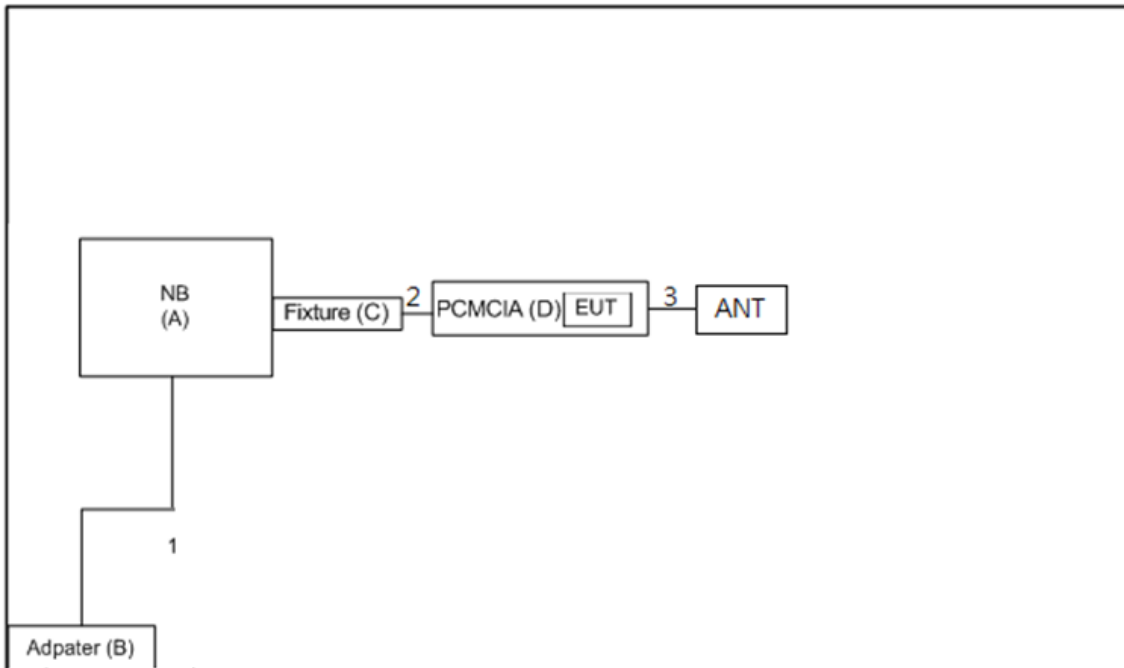 NB
(A)
Fixture (C)
2
PCMCIA (D)
EUT
3
ANT
1
Adpater (B)